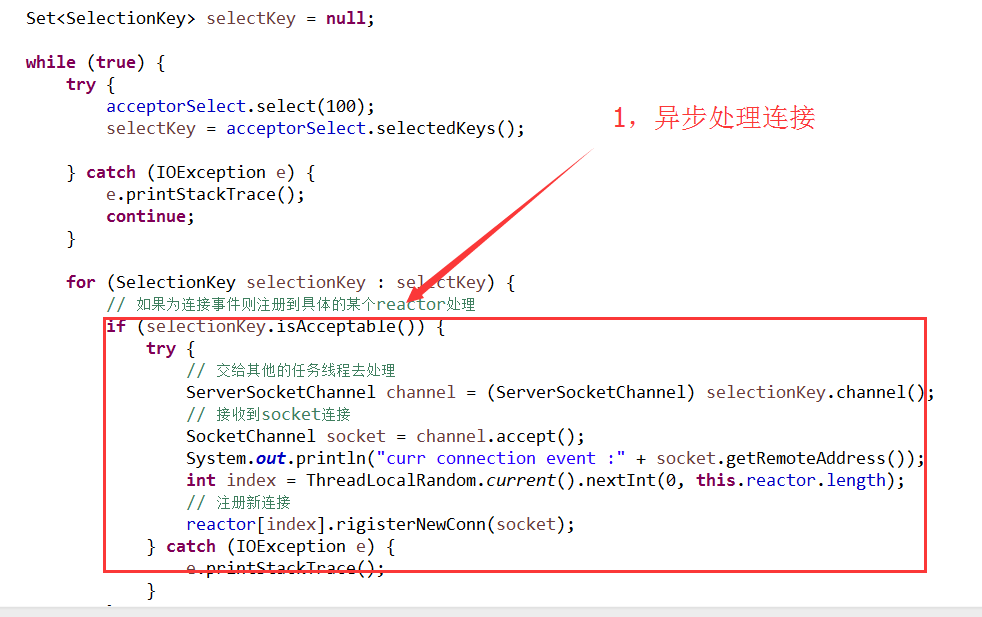 Set<SelectionKey> selectKey = null;
while (true) {
try {
acceptorSelect.select(100);
selectKey = acceptorSelect.selectedKeys();
1，异步处理连接
} catch (IOException e) {
e.printStackTrace();
continue;
}
for (SelectionKey selectionKey : selectKey) {
// 如果为连接事件则注册到具体的某个reactor处理
if (selectionKey.isAcceptable()) {
try {
// 交给其他的任务线程去处理
ServerSocketChannel channel = (ServerSocketChannel) selectionKey.channel();
// 接收到socket连接
SocketChannel socket = channel.accept();
System.out.println("curr connection event :" + socket.getRemoteAddress());
int index = ThreadLocalRandom.current().nextInt(0, this.reactor.length);
// 注册新连接
reactor[index].rigisterNewConn(socket);
} catch (IOException e) {
e.printStackTrace();
}